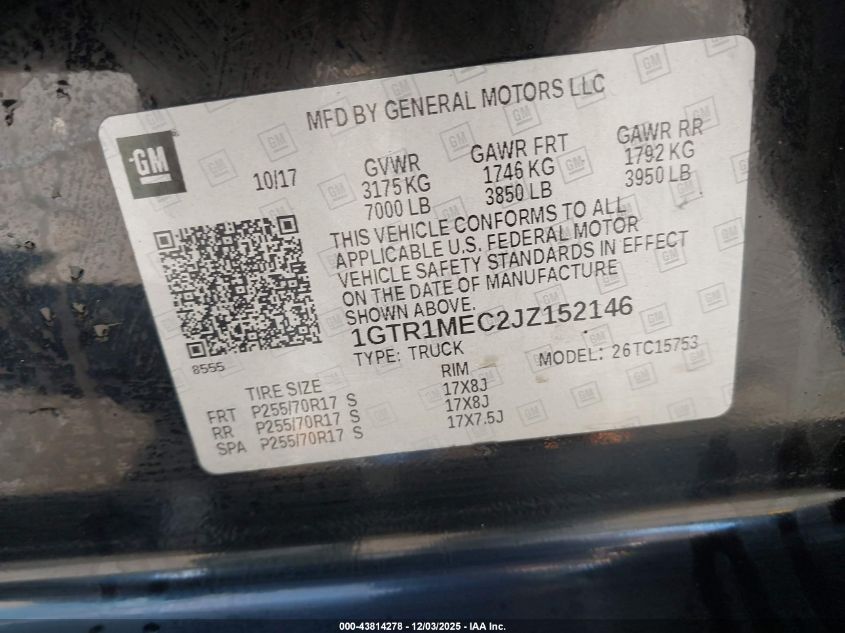 MFD BY GENERAL MOTORS LLC
GM
10/17
GVWR
3175 KG
7000 LB
GAWR FRT
1746 KG
3850 LB
GAWR RR
1792 KG
3950 LB
THIS VEHICLE CONFORMS TO ALL
APPLICABLE U.S. FEDERAL MOTOR
VEHICLE SAFETY STANDARDS IN EFFECT
ON THE DATE OF MANUFACTURE
SHOWN ABOVE.
1GTR1MEC2JZ152146
8555
TYPE: TRUCK
MODEL: 26TC15753
TIRE SIZE RIM
FRT P255/70R17 S 17X8J
RR P255/70R17 S 17X8J
SPA P255/70R17 S 17X7.5J
000-43814278 - 12/03/2025 - IAA Inc.